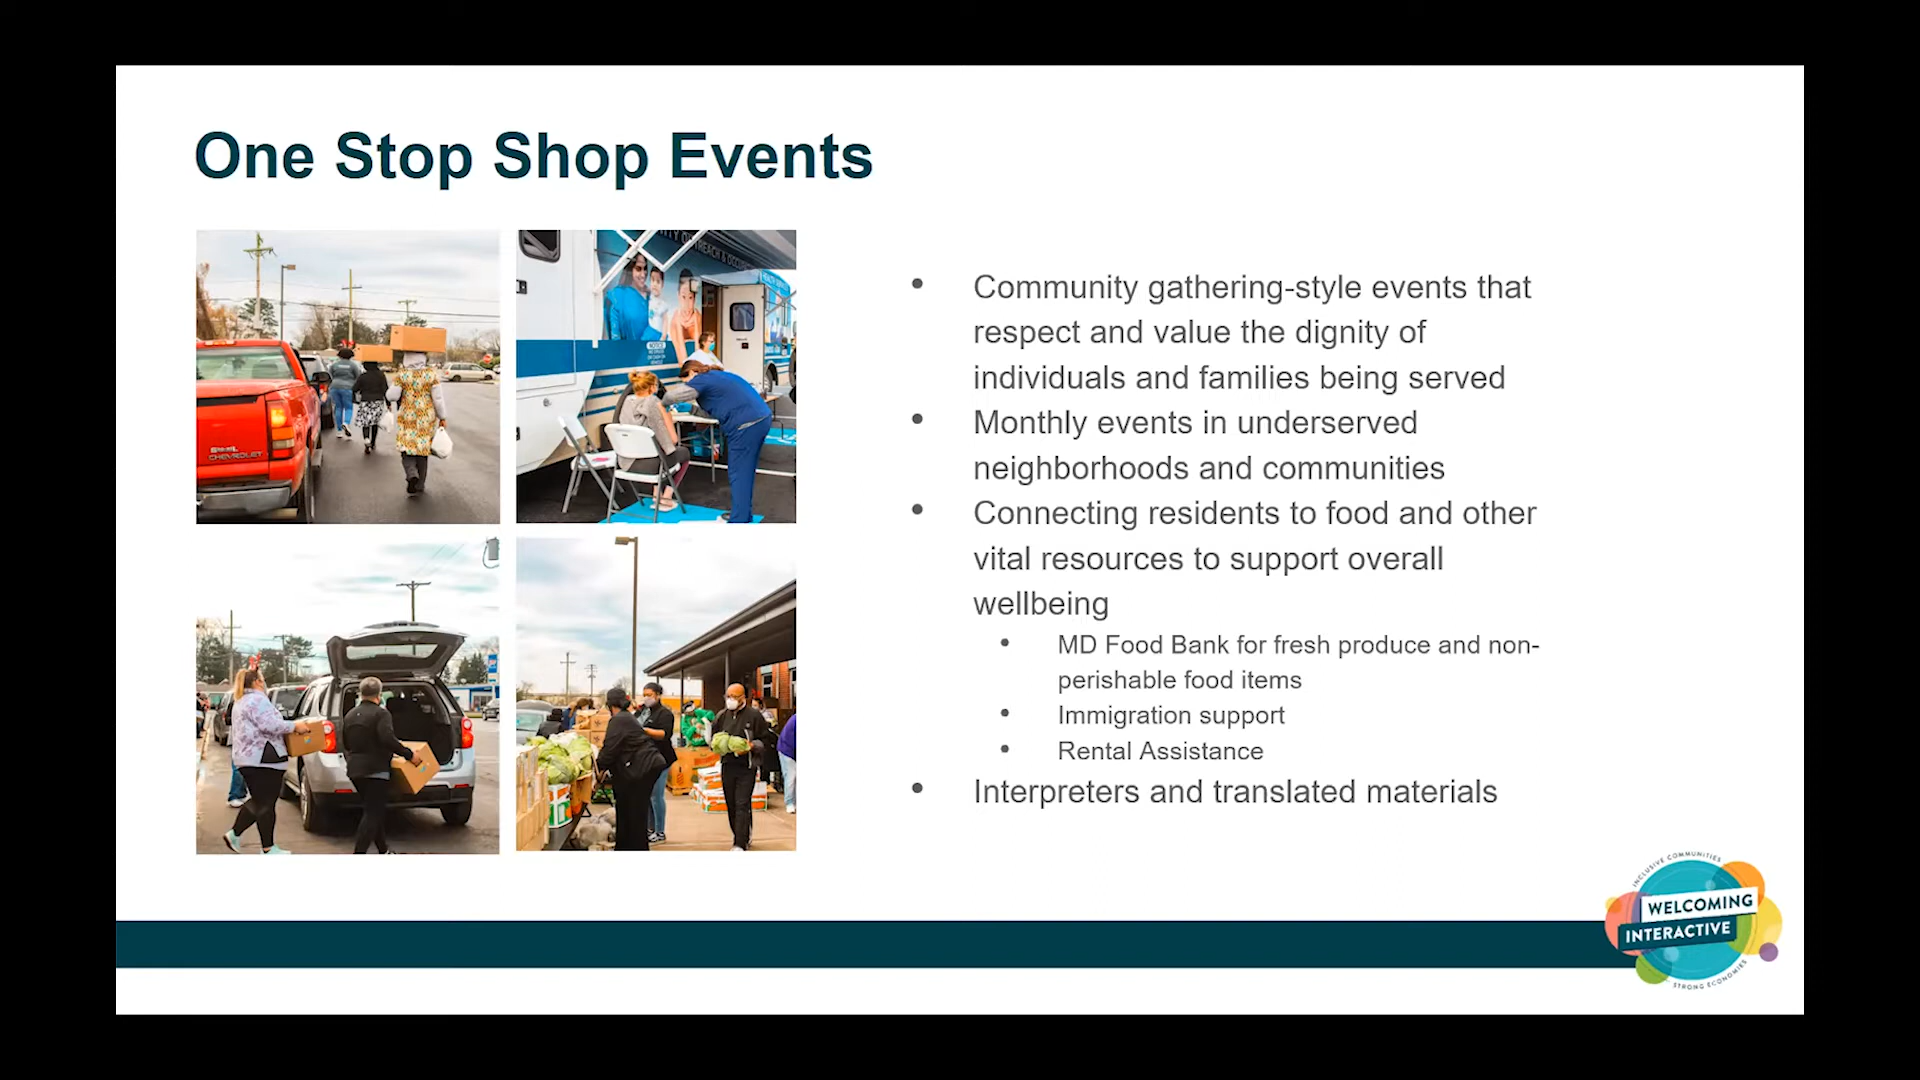 One Stop Shop Events
CHEVROLET
NOTICE
• Community gathering-style events that
respect and value the dignity of
individuals and families being served
• Monthly events in underserved
neighborhoods and communities
• Connecting residents to food and other
vital resources to support overall
wellbeing
• MD Food Bank for fresh produce and non-
perishable food items
• Immigration support
• Rental Assistance
• Interpreters and translated materials
INCLUSIVE COMMUNITIES
WELCOMING
INTERACTIVE
STRONG ECONOMIES